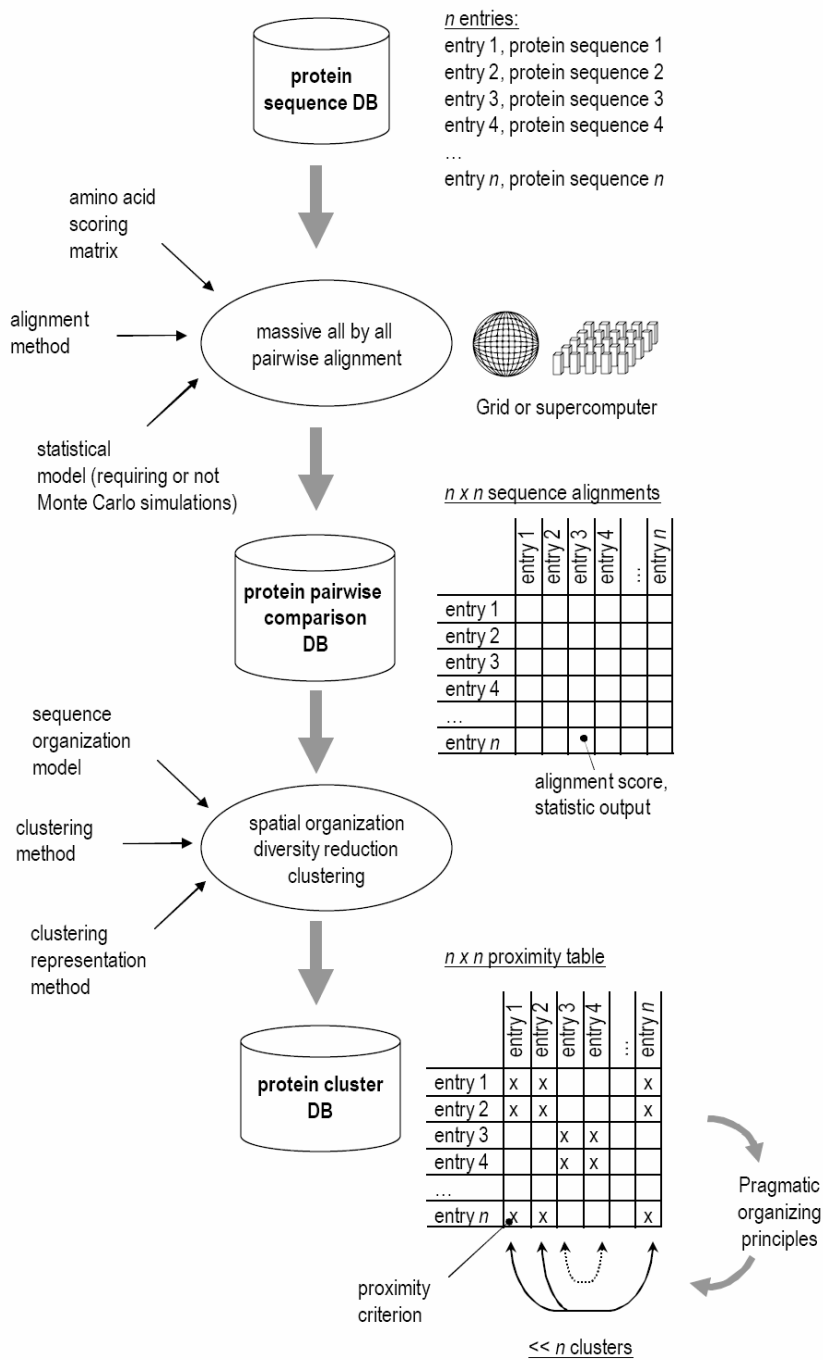 n entries:
entry 1, protein sequence 1
entry 2, protein sequence 2
entry 3, protein sequence 3
entry 4, protein sequence 4
…
entry n, protein sequence n
protein
sequence DB
amino acid
scoring
matrix
alignment
method
statistical
model (requiring or not
Monte Carlo simulations)
massive all by all
pairwise alignment
Grid or supercomputer
n x n sequence alignments
entry 1
entry 2
entry 3
entry 4
…
entry n
entry 1
entry 2
entry 3
entry 4
…
entry n
alignment score,
statistic output
protein pairwise
comparison
DB
sequence
organization
model
clustering
method
clustering
representation
method
spatial organization
diversity reduction
clustering
n x n proximity table
entry 1
entry 2
entry 3
entry 4
…
entry n
entry 1 x x x
entry 2 x x x
entry 3 x x
entry 4 x x
…
entry n x x x
protein cluster
DB
proximity
criterion
Pragmatic
organizing
principles
<< n clusters